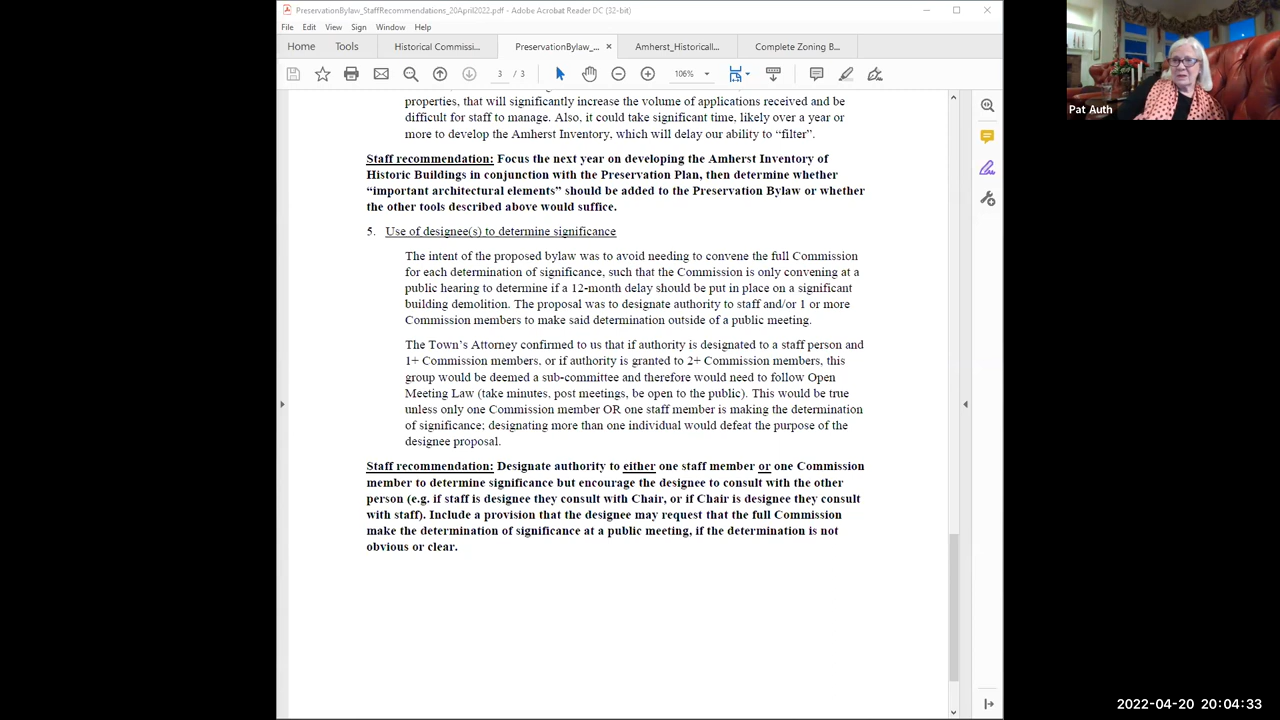 PreservationBylaw_StaffRecommendations_20April2022.pdf - Adobe Acrobat Reader DC (32-bit)
File Edit View Sign Window Help
Home Tools Historical Commissi... PreservationBylaw_... × Amherst_Historicall... Complete Zoning B...
3 / 3 106%
Pat Auth
properties, that will significantly increase the volume of applications received and be
difficult for staff to manage. Also, it could take significant time, likely over a year or
more to develop the Amherst Inventory, which will delay our ability to “filter”.
Staff recommendation: Focus the next year on developing the Amherst Inventory of
Historic Buildings in conjunction with the Preservation Plan, then determine whether
“important architectural elements” should be added to the Preservation Bylaw or whether
the other tools described above would suffice.
5. Use of designee(s) to determine significance
The intent of the proposed bylaw was to avoid needing to convene the full Commission
for each determination of significance, such that the Commission is only convening at a
public hearing to determine if a 12-month delay should be put in place on a significant
building demolition. The proposal was to designate authority to staff and/or 1 or more
Commission members to make said determination outside of a public meeting.
The Town’s Attorney confirmed to us that if authority is designated to a staff person and
1+ Commission members, or if authority is granted to 2+ Commission members, this
group would be deemed a sub-committee and therefore would need to follow Open
Meeting Law (take minutes, post meetings, be open to the public). This would be true
unless only one Commission member OR one staff member is making the determination
of significance; designating more than one individual would defeat the purpose of the
designee proposal.
Staff recommendation: Designate authority to either one staff member or one Commission
member to determine significance but encourage the designee to consult with the other
person (e.g. if staff is designee they consult with Chair, or if Chair is designee they consult
with staff). Include a provision that the designee may request that the full Commission
make the determination of significance at a public meeting, if the determination is not
obvious or clear.
2022-04-20 20:04:33